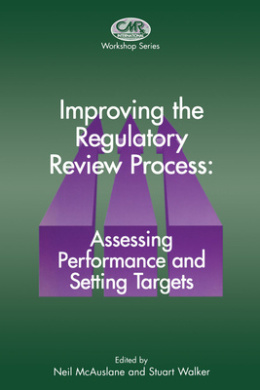 CMR
INTERNATIONAL
Workshop Series
Improving the
Regulatory
Review Process:
Assessing
Performance and
Setting Targets
Edited by
Neil McAuslane and Stuart Walker